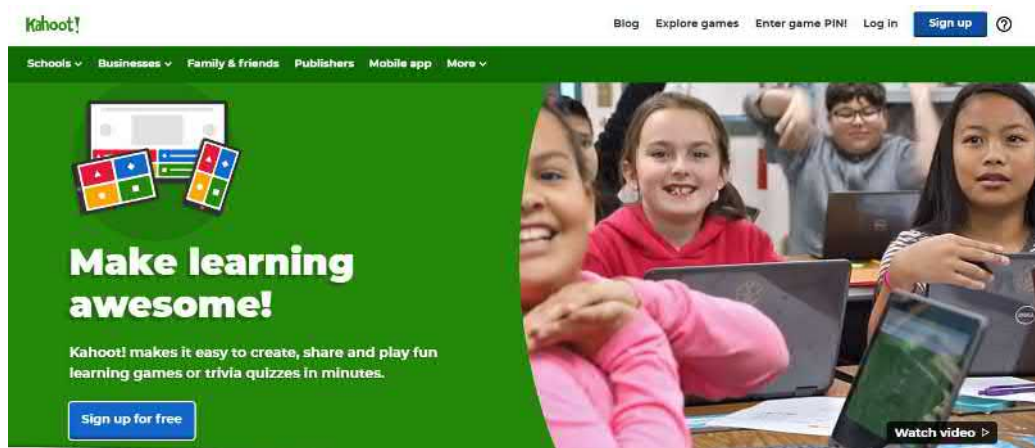 Kahoot!
Blog Explore games Enter game PIN! Log in Sign up
Schools Businesses Family & friends Publishers Mobile app More
Make learning
awesome!
Kahoot! makes it easy to create, share and play fun
learning games or trivia quizzes in minutes.
Sign up for free
Watch video